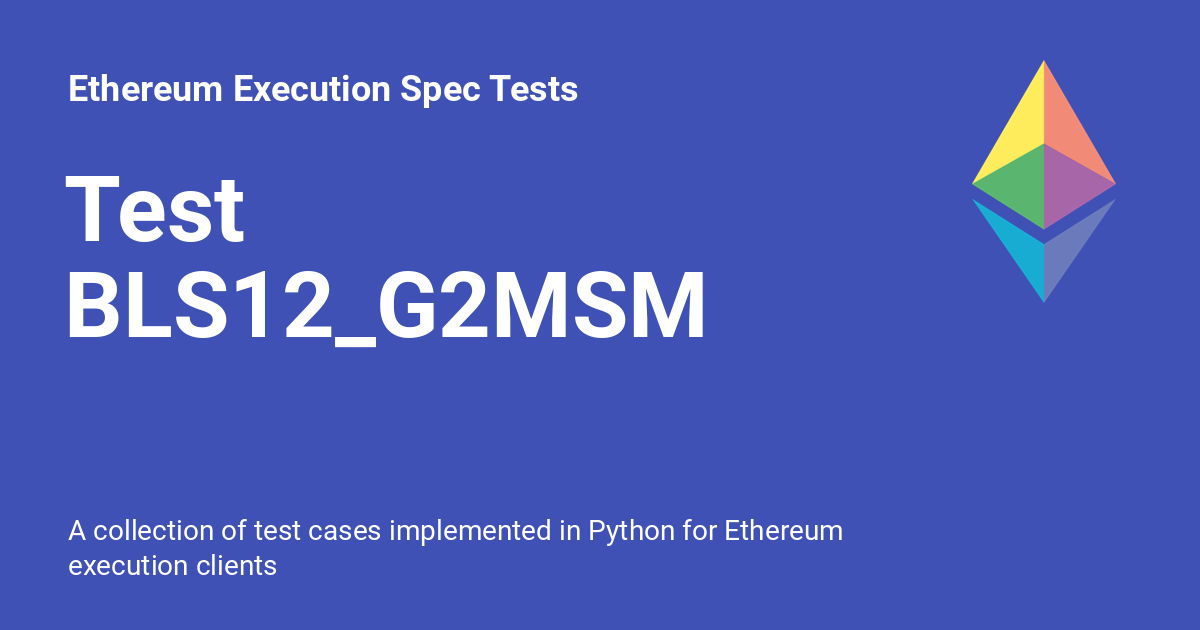 Ethereum Execution Spec Tests
Test
BLS12_G2MSM
A collection of test cases implemented in Python for Ethereum
execution clients